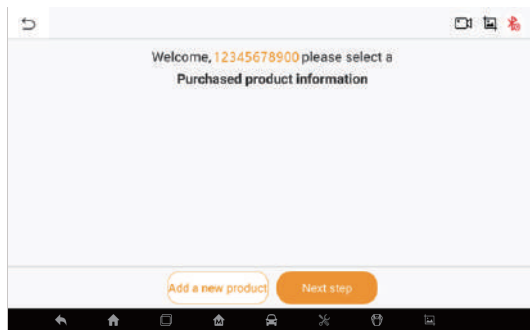 Welcome, 12345678900 please select a
Purchased product information
Add a new product
Next step